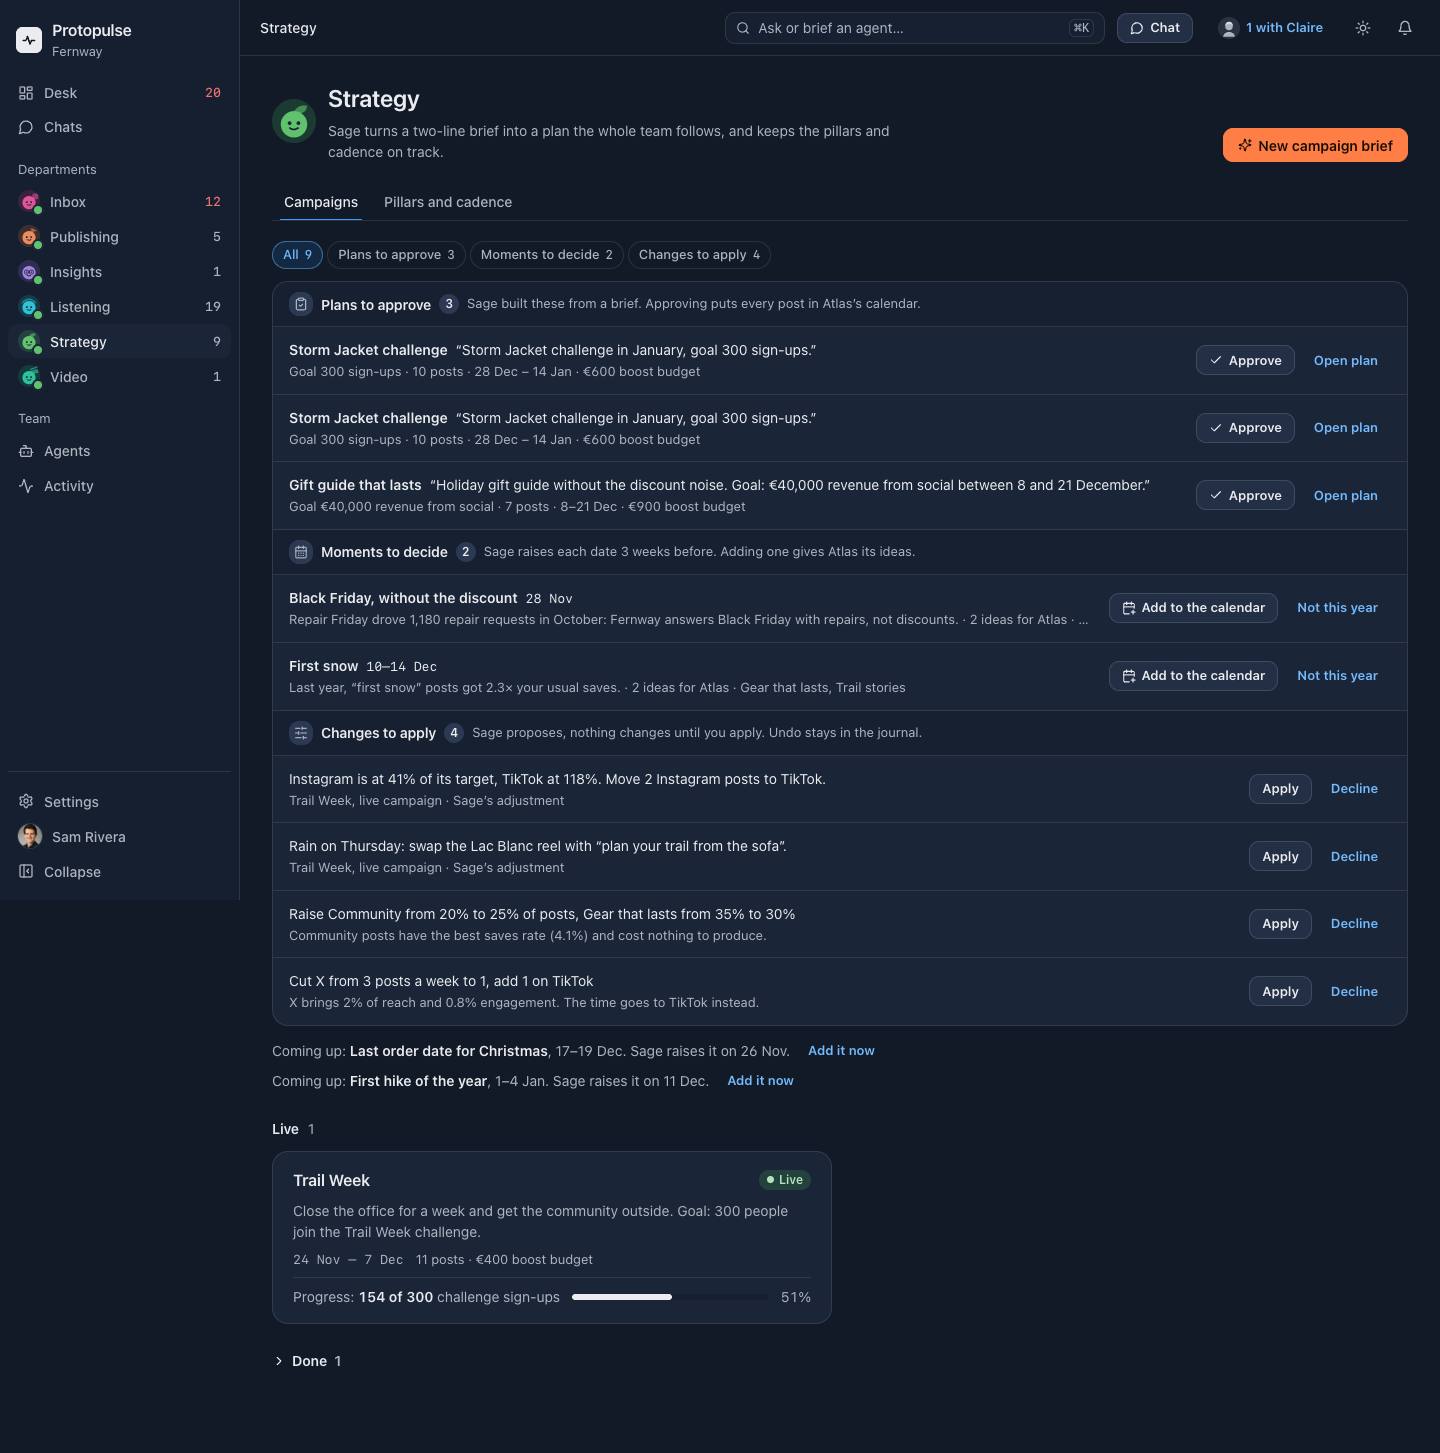 Protopulse
Fernway
Desk 20
Chats
Departments
Inbox 12
Publishing 5
Insights 1
Listening 19
Strategy 9
Video 1
Team
Agents
Activity
Settings
Sam Rivera
Collapse
Strategy
Ask or brief an agent… ⌘K
Chat
1 with Claire
Strategy
Sage turns a two-line brief into a plan the whole team follows, and keeps the pillars and
cadence on track.
New campaign brief
Campaigns Pillars and cadence
All 9 Plans to approve 3 Moments to decide 2 Changes to apply 4
Plans to approve 3 Sage built these from a brief. Approving puts every post in Atlas’s calendar.
Storm Jacket challenge “Storm Jacket challenge in January, goal 300 sign-ups.”
Goal 300 sign-ups · 10 posts · 28 Dec – 14 Jan · €600 boost budget
Approve Open plan
Storm Jacket challenge “Storm Jacket challenge in January, goal 300 sign-ups.”
Goal 300 sign-ups · 10 posts · 28 Dec – 14 Jan · €600 boost budget
Approve Open plan
Gift guide that lasts “Holiday gift guide without the discount noise. Goal: €40,000 revenue from social between 8 and 21 December.”
Goal €40,000 revenue from social · 7 posts · 8–21 Dec · €900 boost budget
Approve Open plan
Moments to decide 2 Sage raises each date 3 weeks before. Adding one gives Atlas its ideas.
Black Friday, without the discount 28 Nov
Repair Friday drove 1,180 repair requests in October: Fernway answers Black Friday with repairs, not discounts. · 2 ideas for Atlas · …
Add to the calendar Not this year
First snow 10–14 Dec
Last year, “first snow” posts got 2.3× your usual saves. · 2 ideas for Atlas · Gear that lasts, Trail stories
Add to the calendar Not this year
Changes to apply 4 Sage proposes, nothing changes until you apply. Undo stays in the journal.
Instagram is at 41% of its target, TikTok at 118%. Move 2 Instagram posts to TikTok.
Trail Week, live campaign · Sage’s adjustment
Apply Decline
Rain on Thursday: swap the Lac Blanc reel with “plan your trail from the sofa”.
Trail Week, live campaign · Sage’s adjustment
Apply Decline
Raise Community from 20% to 25% of posts, Gear that lasts from 35% to 30%
Community posts have the best saves rate (4.1%) and cost nothing to produce.
Apply Decline
Cut X from 3 posts a week to 1, add 1 on TikTok
X brings 2% of reach and 0.8% engagement. The time goes to TikTok instead.
Apply Decline
Coming up: Last order date for Christmas, 17–19 Dec. Sage raises it on 26 Nov. Add it now
Coming up: First hike of the year, 1–4 Jan. Sage raises it on 11 Dec. Add it now
Live 1
Trail Week Live
Close the office for a week and get the community outside. Goal: 300 people
join the Trail Week challenge.
24 Nov – 7 Dec 11 posts · €400 boost budget
Progress: 154 of 300 challenge sign-ups 51%
Done 1